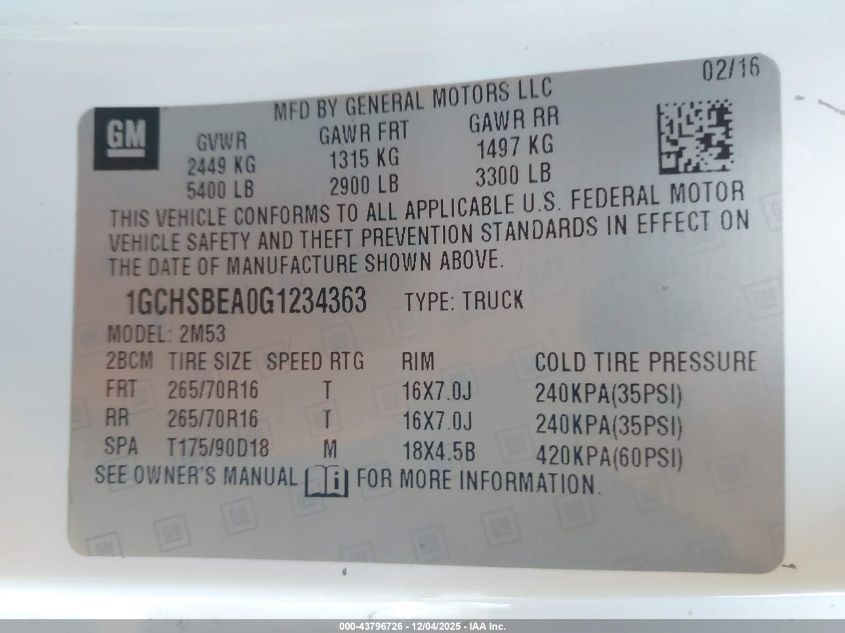 02/16
MFD BY GENERAL MOTORS LLC
GM
GVWR GAWR FRT GAWR RR
2449 KG 1315 KG 1497 KG
5400 LB 2900 LB 3300 LB
THIS VEHICLE CONFORMS TO ALL APPLICABLE U.S. FEDERAL MOTOR
VEHICLE SAFETY AND THEFT PREVENTION STANDARDS IN EFFECT ON
THE DATE OF MANUFACTURE SHOWN ABOVE.
1GCHSBEA0G1234363 TYPE: TRUCK
MODEL: 2M53
2BCM TIRE SIZE SPEED RTG RIM COLD TIRE PRESSURE
FRT 265/70R16 T 16X7.0J 240KPA(35PSI)
RR 265/70R16 T 16X7.0J 240KPA(35PSI)
SPA T175/90D18 M 18X4.5B 420KPA(60PSI)
SEE OWNER'S MANUAL i FOR MORE INFORMATION.
000-43796726 - 12/04/2025 - IAA Inc.